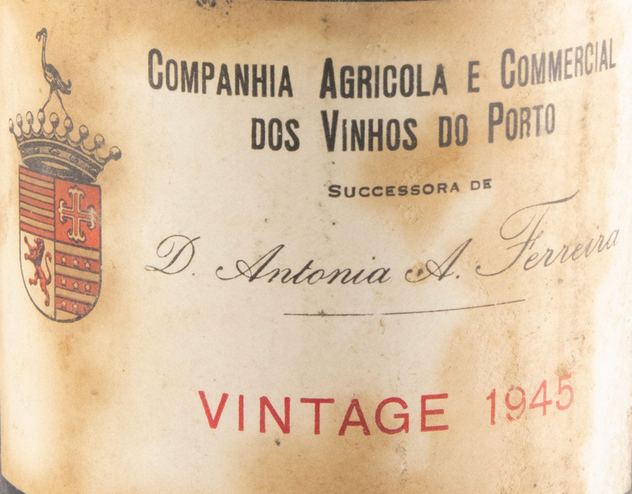 COMPANHIA AGRICOLA E COMMERCIAL
DOS VINHOS DO PORTO
SUCCESSORA DE
D. Antonia A. Ferreira
VINTAGE 1945